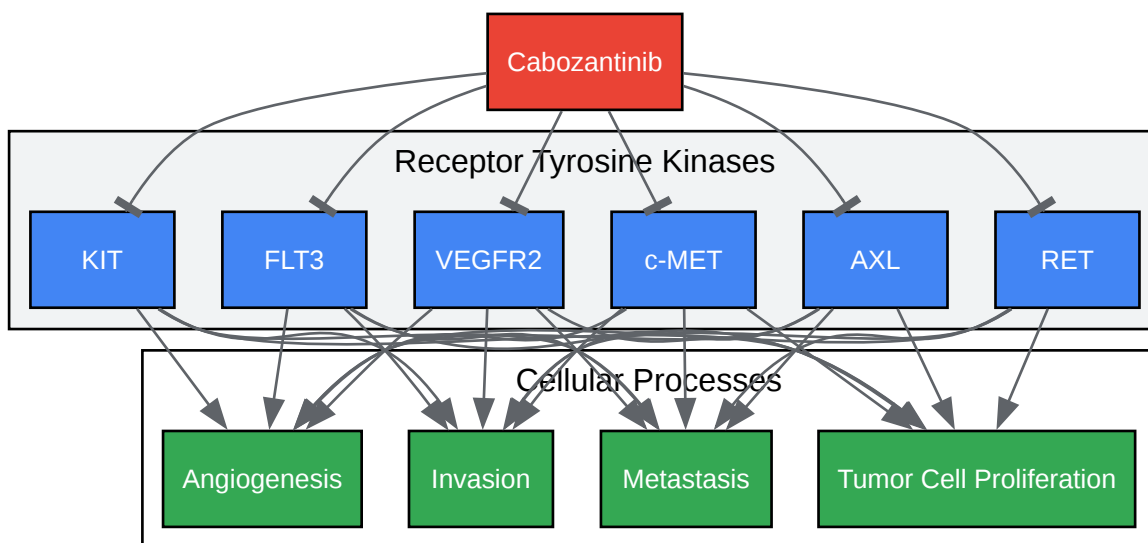 Cabozantinib
Receptor Tyrosine Kinases
KIT
FLT3
VEGFR2
c-MET
AXL
RET
Cellular Processes
Angiogenesis
Invasion
Metastasis
Tumor Cell Proliferation